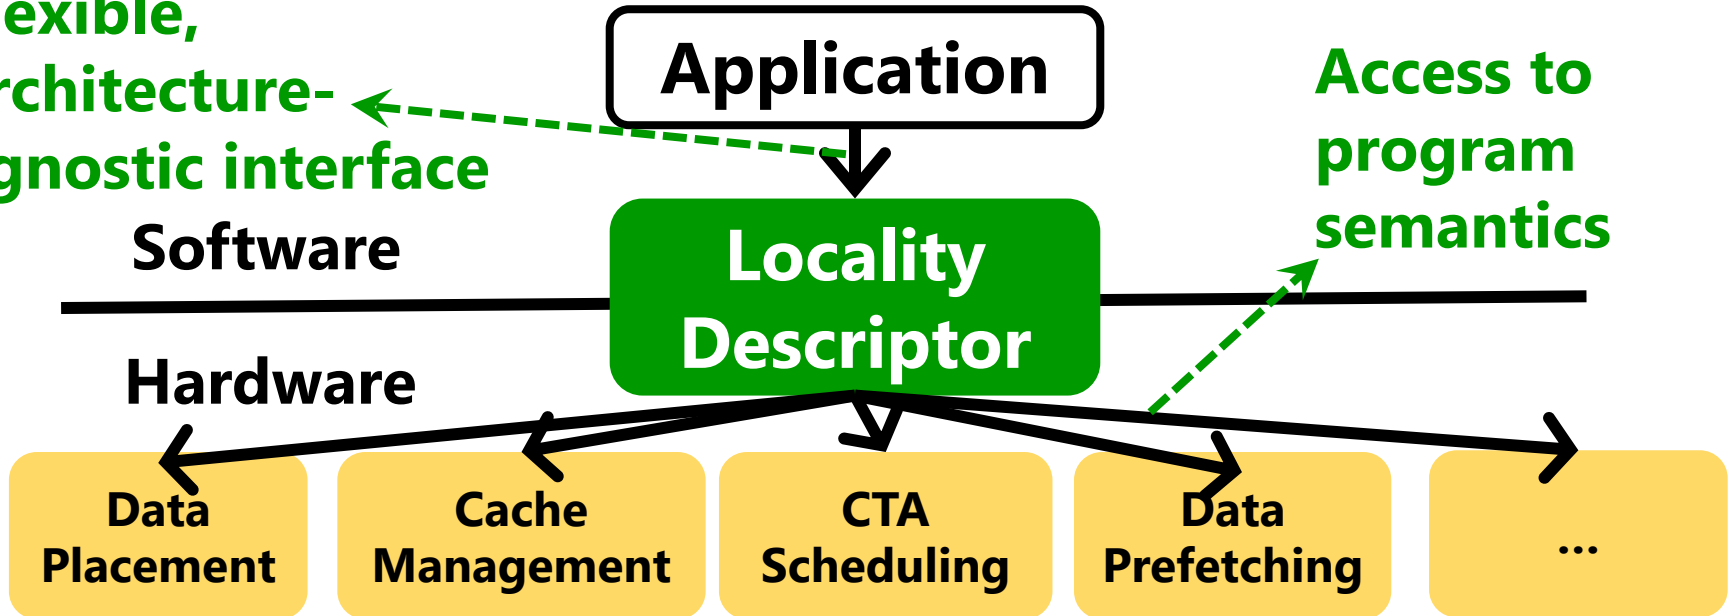 exible,
rchitecture-
gnostic interface
Application
Access to
program
semantics
Software
Locality
Descriptor
Hardware
Data
Placement
Cache
Management
CTA
Scheduling
Data
Prefetching
...